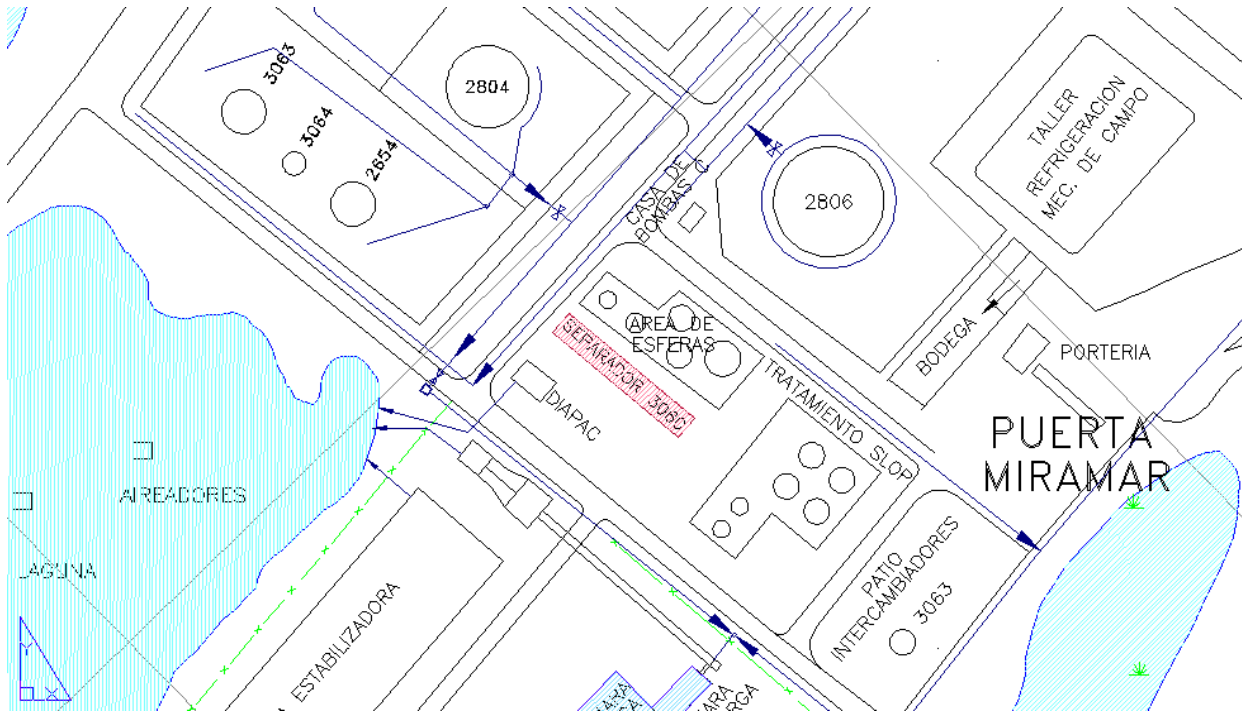 3063
3064
2654
2804
CASA DE
BOMBAS C
2806
TALLER
REFRIGERACION
MEC. DE CAMPO
AREA DE
ESFERAS
SEPARADOR 3060
DIAPAC
TRATAMIENTO SLOP
BODEGA
PORTERIA
PUERTA
MIRAMAR
AIREADORES
LAGUNA
PATIO
INTERCAMBIADORES
3063
ESTABILIZADORA
Y
X